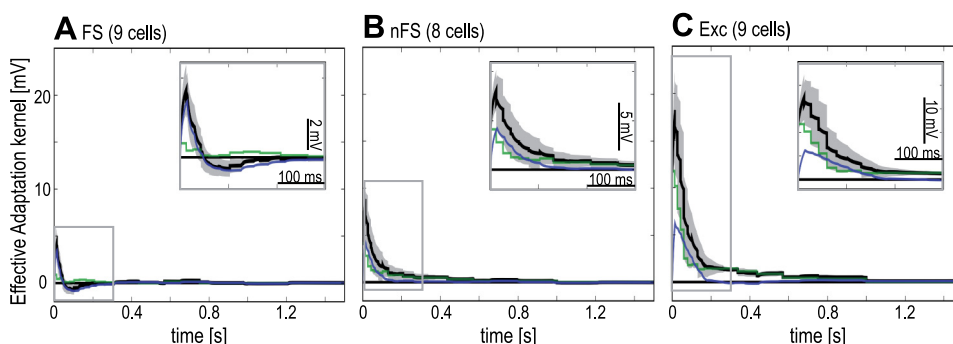 A FS (9 cells)
B nFS (8 cells)
C Exc (9 cells)
Effective Adaptation kernel [mV]
20
10
0
2 mV
100 ms
5 mV
100 ms
10 mV
100 ms
0 0.4 0.8 1.2
0 0.4 0.8 1.2
0 0.4 0.8 1.2
time [s]
time [s]
time [s]